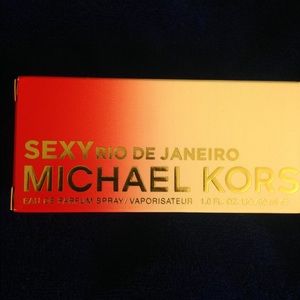 SEXY RIO DE JANEIRO
MICHAEL KORS
EAU DE PARFUM SPRAY / VAPORISATEUR 1.0 FL. OZ.